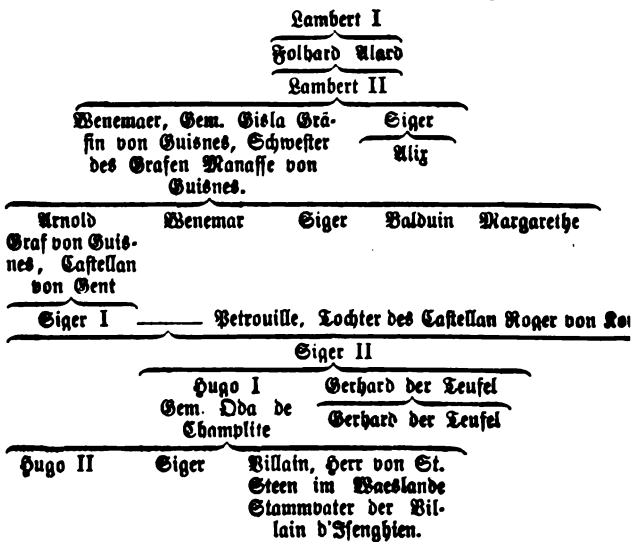 Lambert I
Folhard Alard
Lambert II
Wenemaer, Gem. Gisla Grä-
fin von Guisnes, Schwester
des Grafen Manasse von
Guisnes.
Siger
Alix
Arnold
Graf von Guis-
nes, Castellan
von Gent
Wenemar
Siger
Balduin
Margarethe
Siger I —— Petrouille, Tochter des Castellan Roger von
Siger II
Hugo I
Gem. Oda de
Champlite
Gerhard der Teufel
Gerhard der Teufel
Hugo II
Siger
Villain, Herr von St.
Steen im Waeslande
Stammvater der Vil-
lain d'Isenghien.